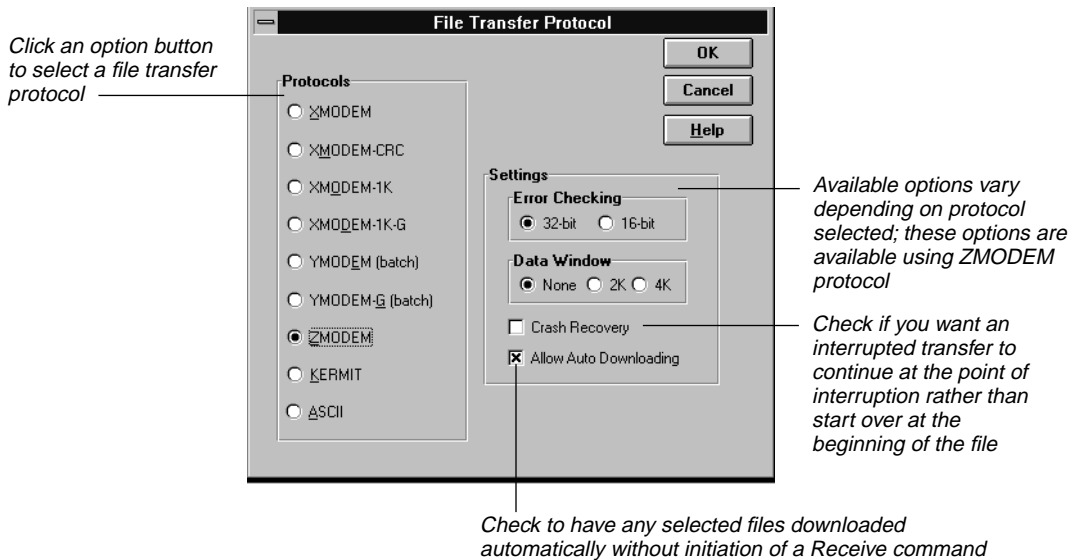 File Transfer Protocol
Click an option button
to select a file transfer
protocol
OK
Cancel
Help
Protocols
XMODEM
XMODEM-CRC
XMODEM-1K
XMODEM-1K-G
YMODEM (batch)
YMODEM-G (batch)
ZMODEM
KERMIT
ASCII
Settings
Error Checking
32-bit 16-bit
Data Window
None 2K 4K
Crash Recovery
Allow Auto Downloading
Available options vary
depending on protocol
selected; these options are
available using ZMODEM
protocol
Check if you want an
interrupted transfer to
continue at the point of
interruption rather than
start over at the
beginning of the file
Check to have any selected files downloaded
automatically without initiation of a Receive command